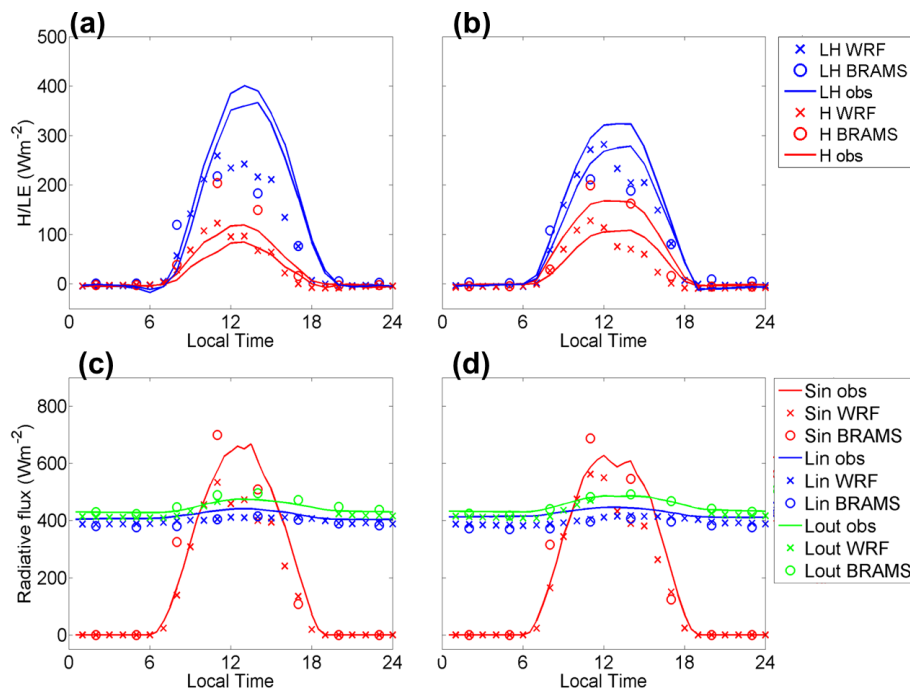 (a)
(b)
500
400
300
200
100
0
H/LE (Wm-2)
0 6 12 18 24
Local Time
0 6 12 18 24
Local Time
LH WRF
LH BRAMS
LH obs
H WRF
H BRAMS
H obs
(c)
(d)
800
600
400
200
0
Radiative flux (Wm-2)
0 6 12 18 24
Local Time
0 6 12 18 24
Local Time
Sin obs
Sin WRF
Sin BRAMS
Lin obs
Lin WRF
Lin BRAMS
Lout obs
Lout WRF
Lout BRAMS